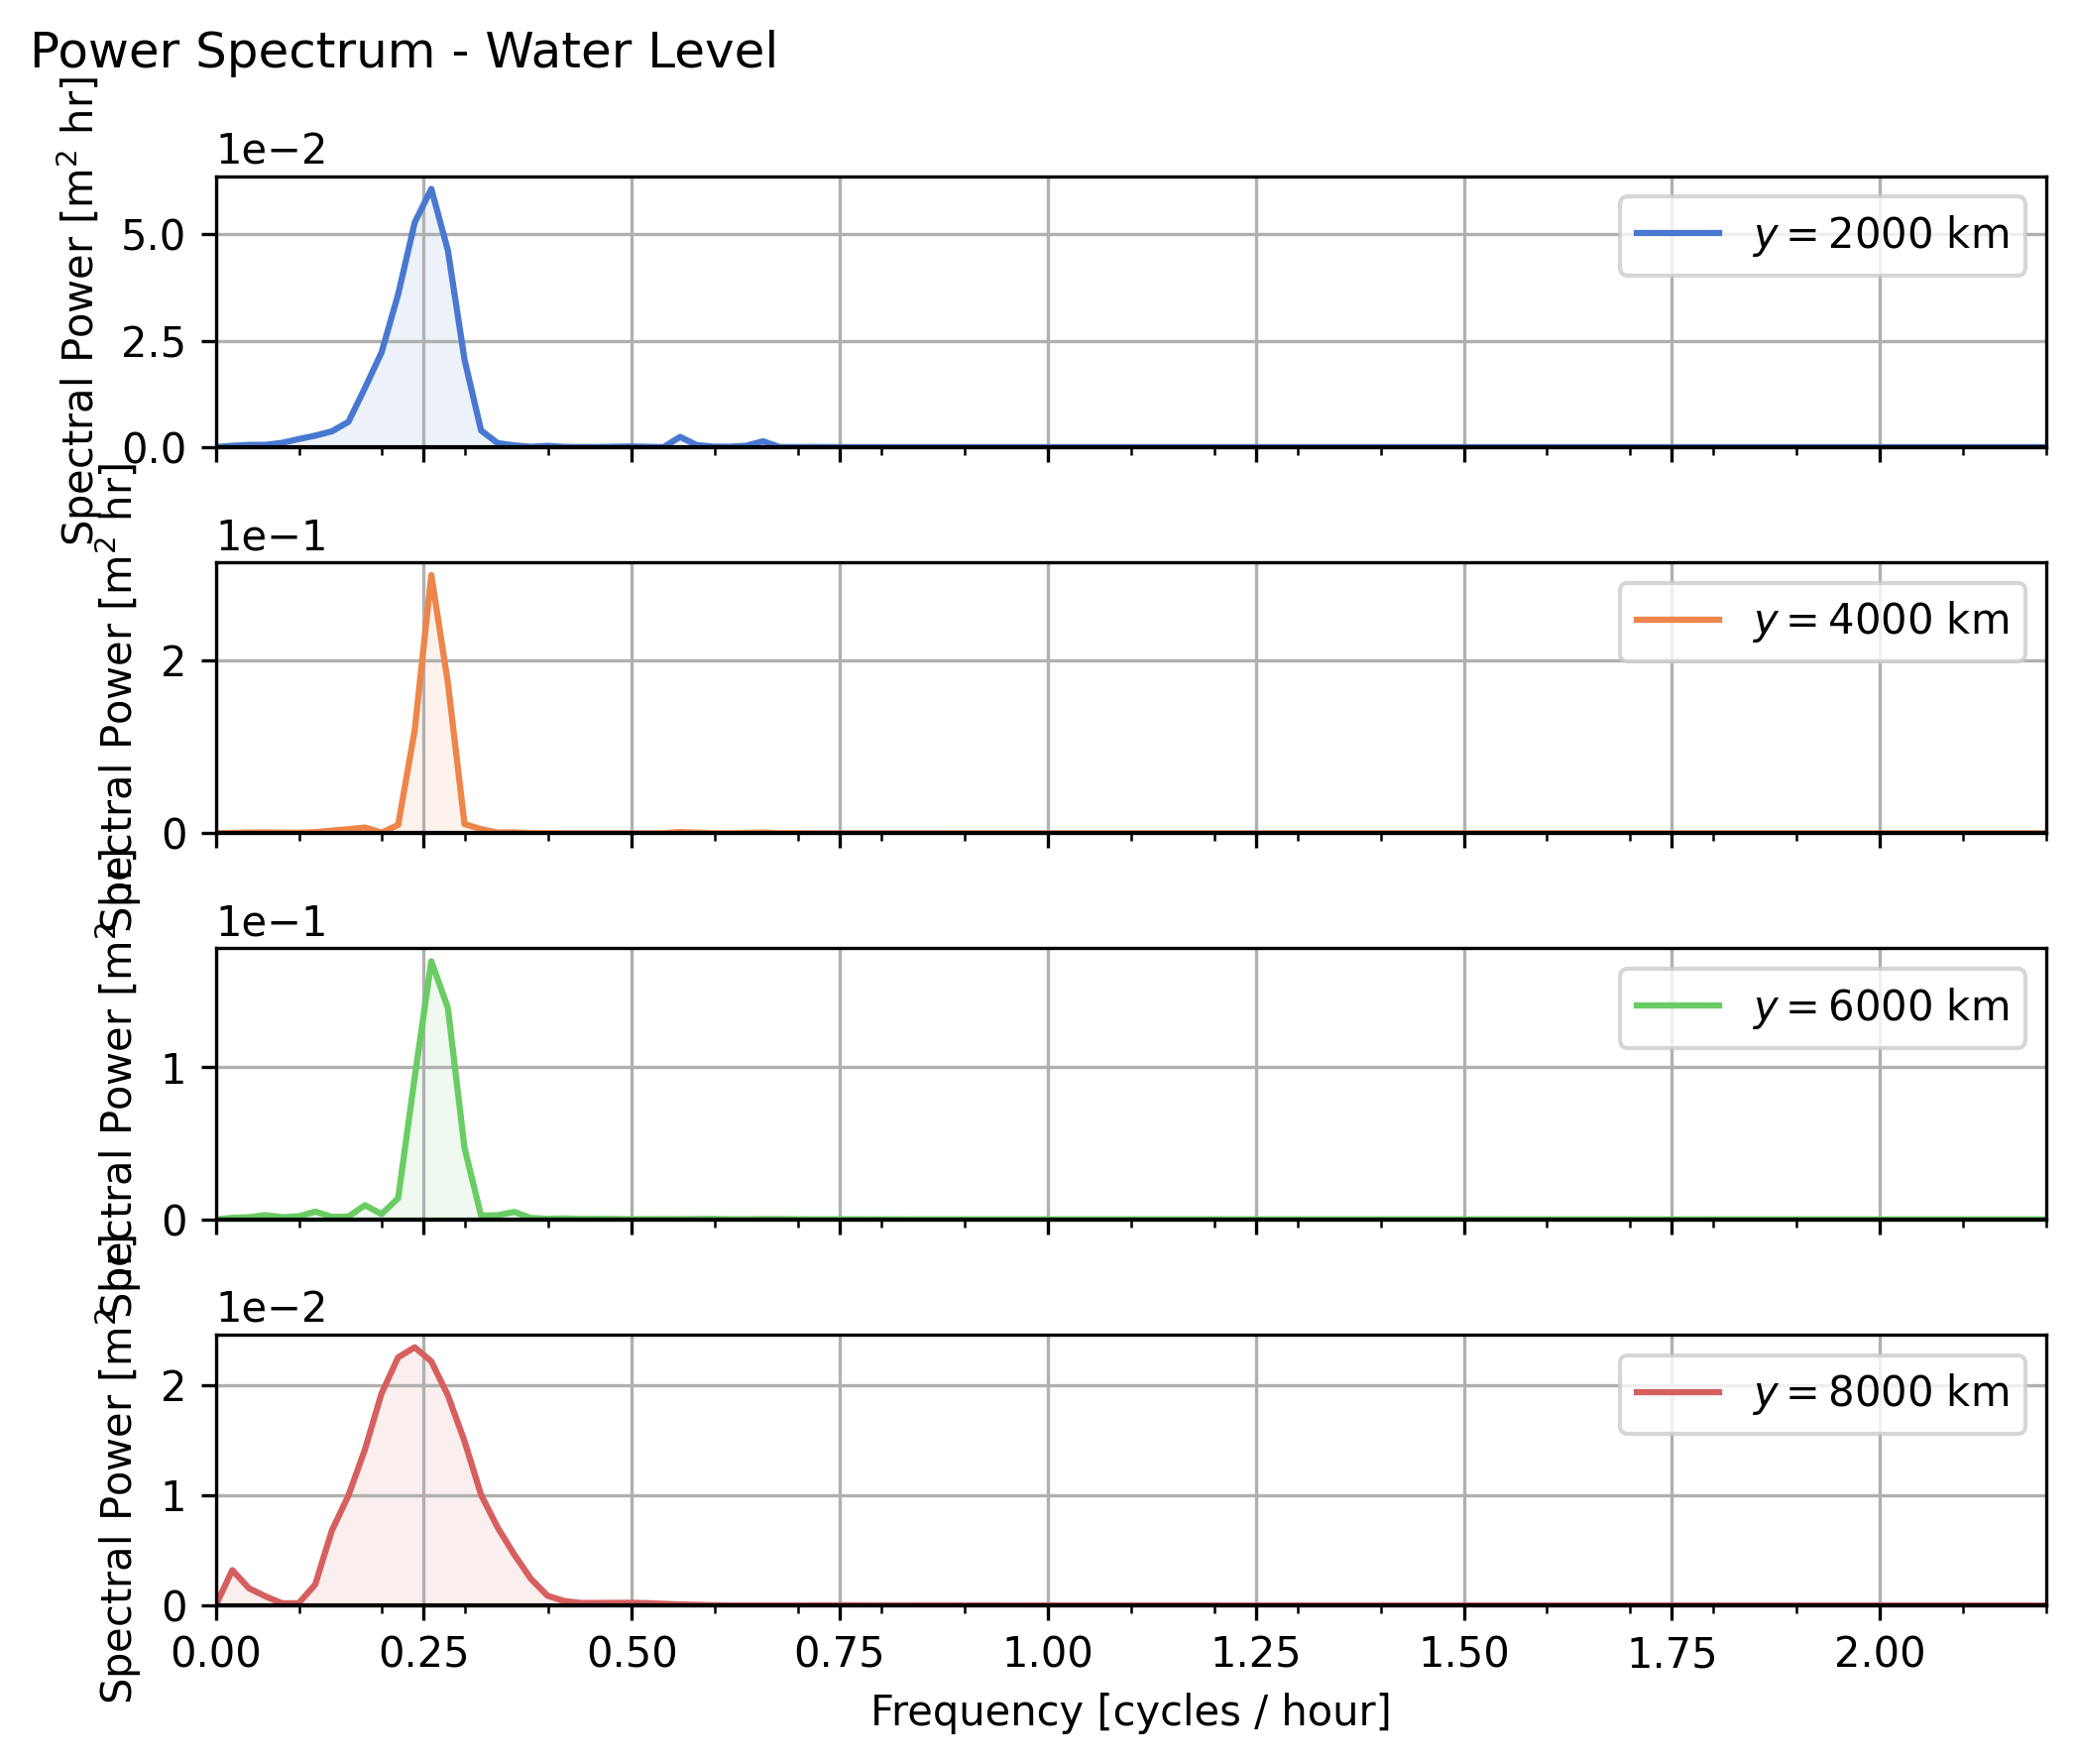 Power Spectrum - Water Level
1e−2
Spectral Power [m² hr]
5.0
2.5
0.0
y = 2000 km
1e−1
Spectral Power [m² hr]
2
0
y = 4000 km
1e−1
Spectral Power [m²
1
0
y = 6000 km
1e−2
Spectral Power [m²
2
1
0
y = 8000 km
0.00 0.25 0.50 0.75 1.00 1.25 1.50 1.75 2.00
Frequency [cycles / hour]